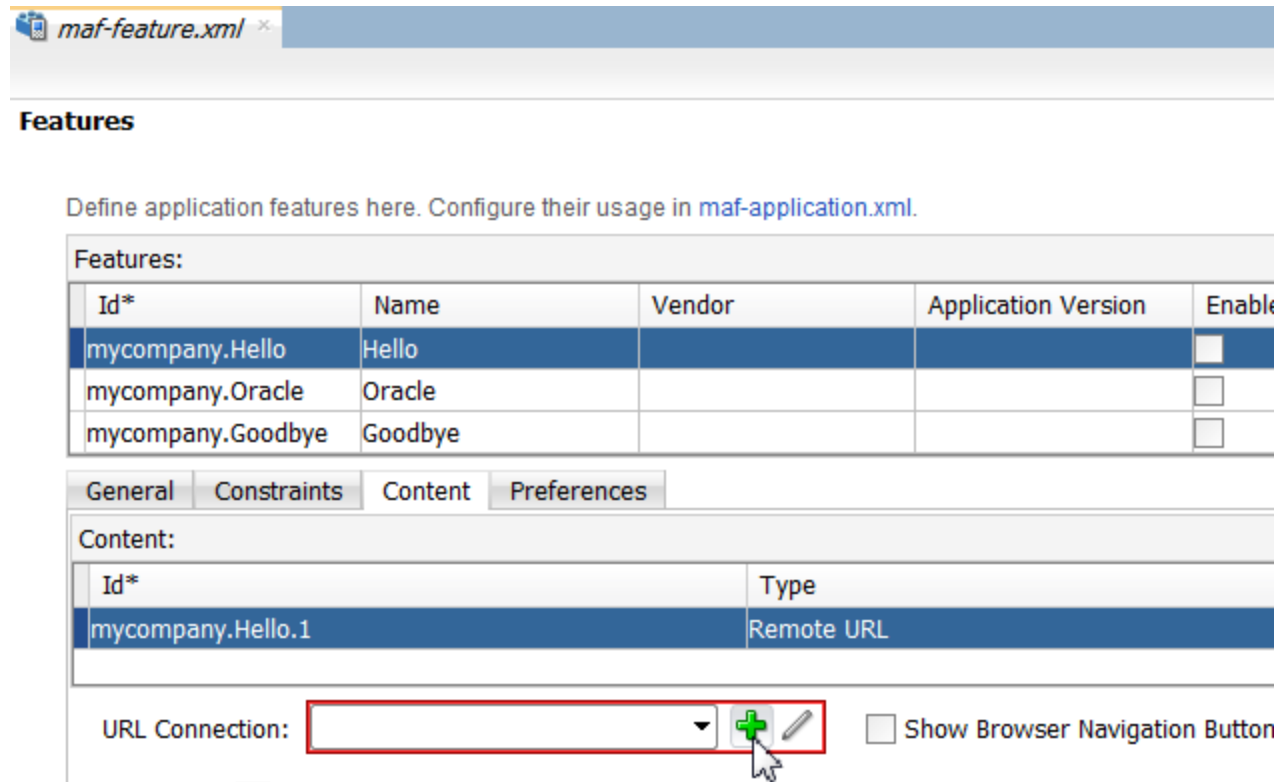 maf-feature.xml
Features
Define application features here. Configure their usage in maf-application.xml.
Features:
Id* Name Vendor Application Version Enable
mycompany.Hello Hello
mycompany.Oracle Oracle
mycompany.Goodbye Goodbye
General Constraints Content Preferences
Content:
Id* Type
mycompany.Hello.1 Remote URL
URL Connection: Show Browser Navigation Button